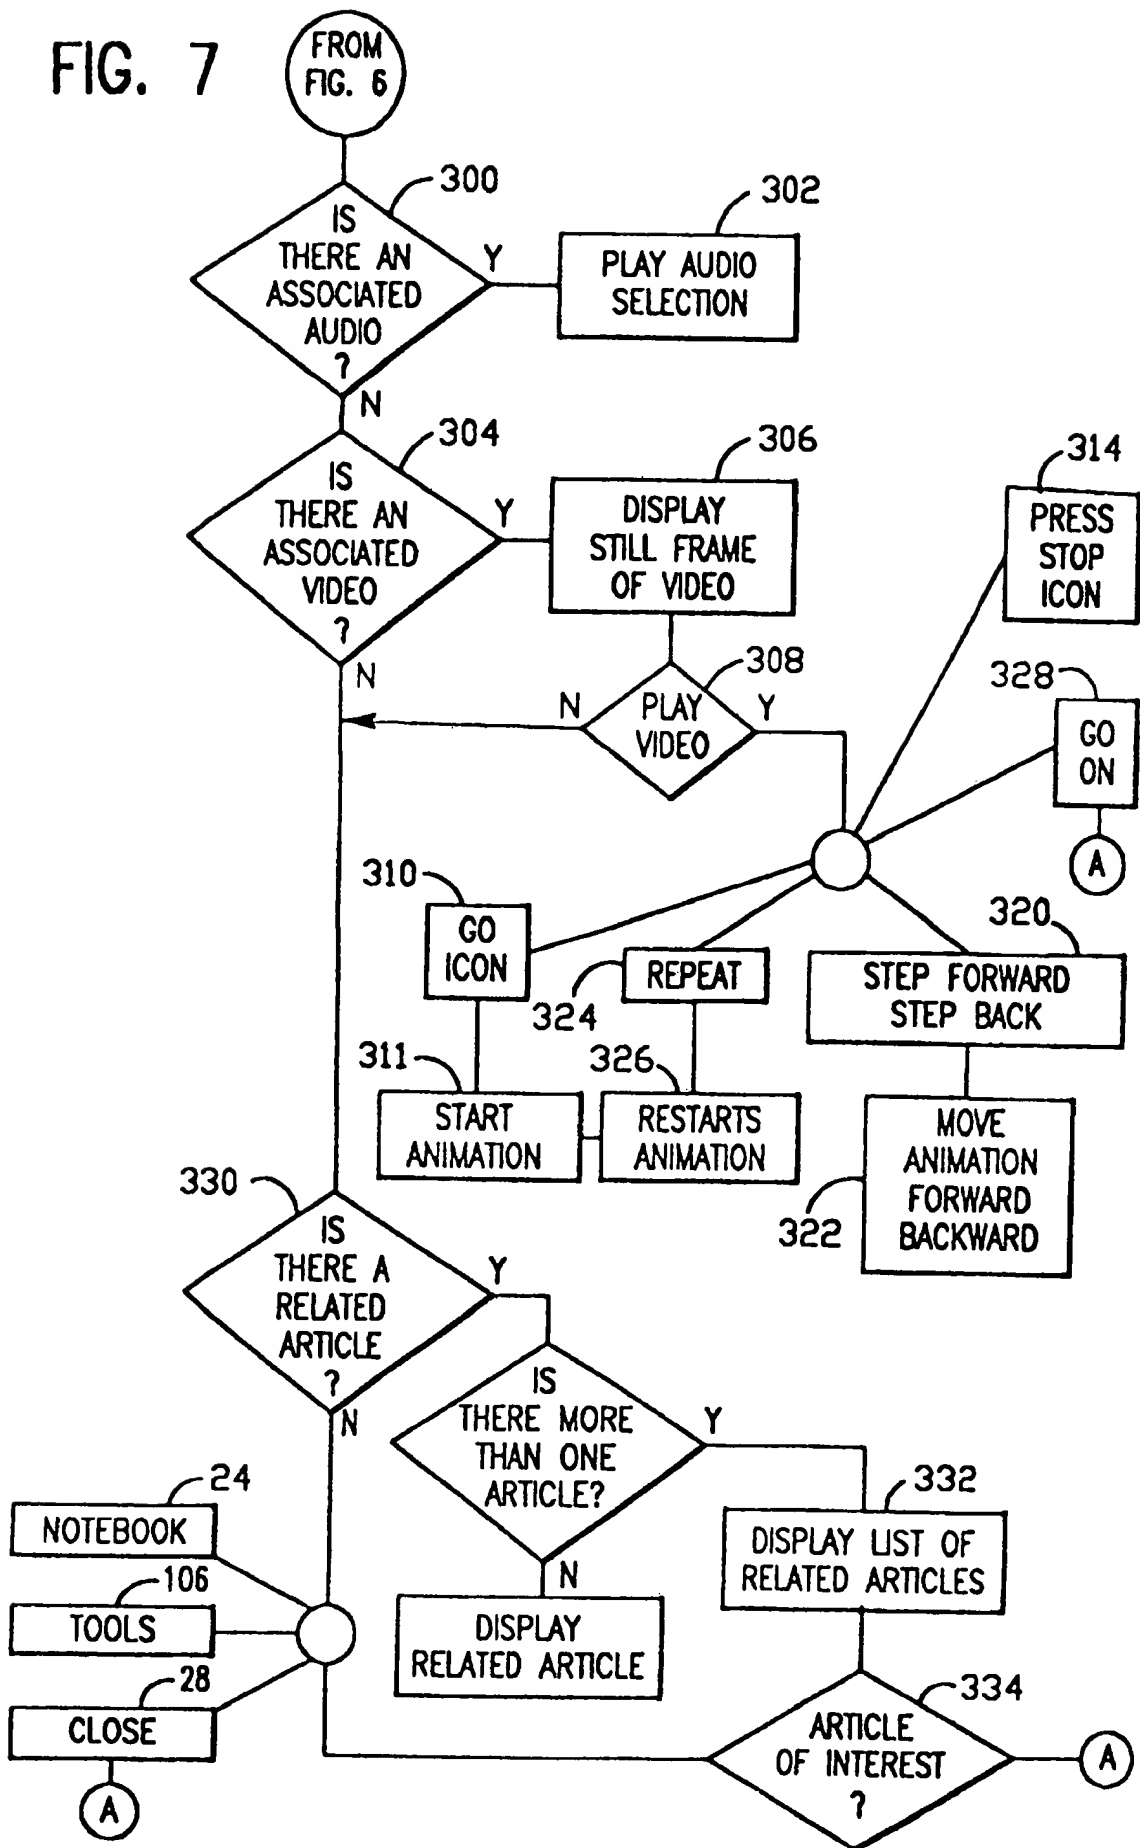 FIG. 7
FROM
FIG. 6
300
IS
THERE AN
ASSOCIATED
AUDIO
?
Y
N
302
PLAY AUDIO
SELECTION
304
IS
THERE AN
ASSOCIATED
VIDEO
?
Y
N
306
DISPLAY
STILL FRAME
OF VIDEO
308
PLAY
VIDEO
N
Y
314
PRESS
STOP
ICON
328
GO
ON
A
310
GO
ICON
324
REPEAT
320
STEP FORWARD
STEP BACK
311
START
ANIMATION
326
RESTARTS
ANIMATION
322
MOVE
ANIMATION
FORWARD
BACKWARD
330
IS
THERE A
RELATED
ARTICLE
?
Y
N
IS
THERE MORE
THAN ONE
ARTICLE?
Y
N
24
NOTEBOOK
106
TOOLS
28
CLOSE
A
DISPLAY
RELATED ARTICLE
332
DISPLAY LIST OF
RELATED ARTICLES
334
ARTICLE
OF INTEREST
?
A